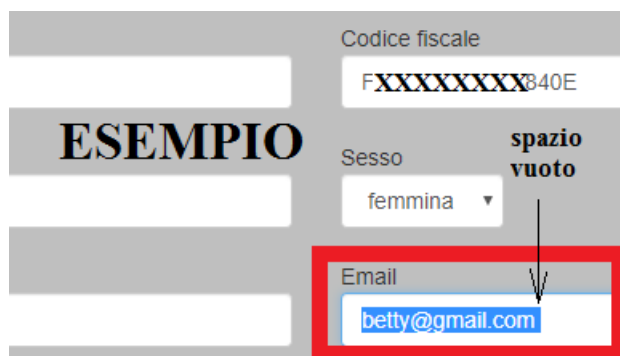 Codice fiscale
FXXXXXXXX840E
ESEMPIO
spazio
vuoto
Sesso
femmina
Email
betty@gmail.com